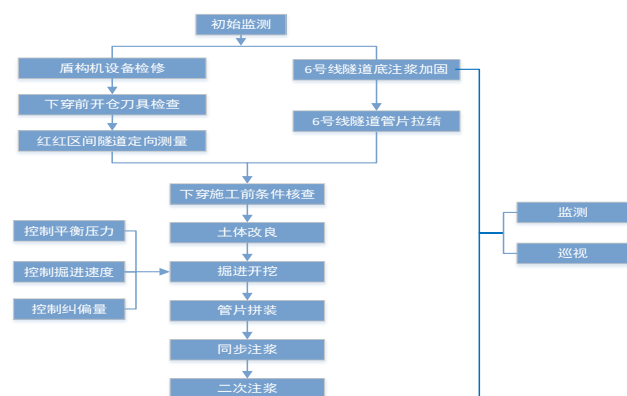 初始监测
盾构机设备检修
6号线隧道底注浆加固
下穿前开仓刀具检查
6号线隧道管片拉结
红红区间隧道定向测量
下穿施工前条件核查
监测
控制平衡压力
土体改良
巡视
控制掘进速度
掘进开挖
控制纠偏量
管片拼装
同步注浆
二次注浆